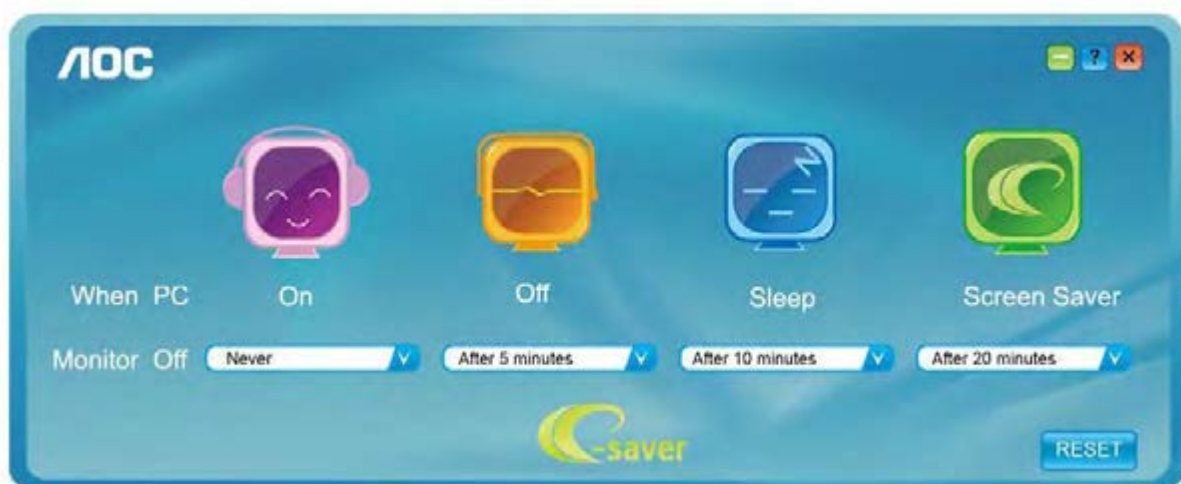 AOC
?
When PC On Off Sleep Screen Saver
Monitor Off Never After 5 minutes After 10 minutes After 20 minutes
e-saver
RESET